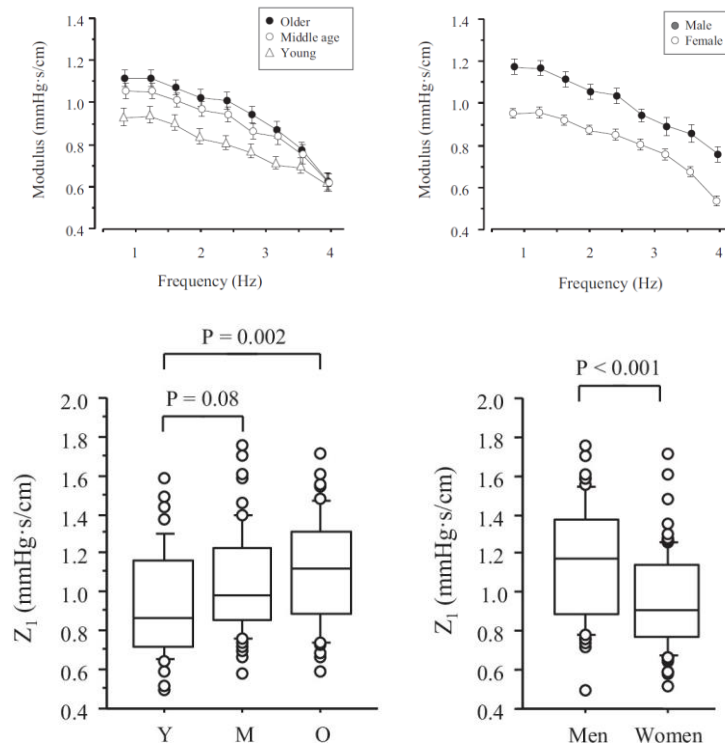 1.4
1.2
1.0
0.8
0.6
0.4
Modulus (mmHg·s/cm)
Older
Middle age
Young
1 2 3 4
Frequency (Hz)
1.4
1.2
1.0
0.8
0.6
0.4
Modulus (mmHg·s/cm)
Male
Female
1 2 3 4
Frequency (Hz)
P = 0.002
P = 0.08
2.0
1.8
1.6
1.4
1.2
1.0
0.8
0.6
0.4
Z₁ (mmHg·s/cm)
Y M O
P < 0.001
2.0
1.8
1.6
1.4
1.2
1.0
0.8
0.6
0.4
Z₁ (mmHg·s/cm)
Men Women